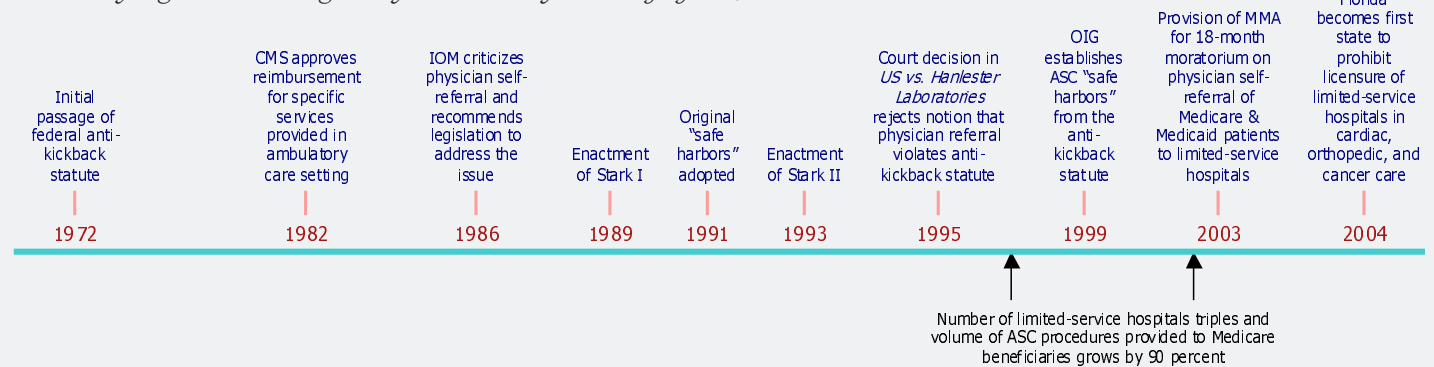 Initial
passage of
federal anti-
kickback
statute
1972
CMS approves
reimbursement
for specific
services
provided in
ambulatory
care setting
1982
IOM criticizes
physician self-
referral and
recommends
legislation to
address the
issue
1986
Enactment
of Stark I
1989
Original
“safe
harbors”
adopted
1991
Enactment
of Stark II
1993
Court decision in
US vs. Hanlester
Laboratories
rejects notion that
physician referral
violates anti-
kickback statute
1995
OIG
establishes
ASC “safe
harbors”
from the
anti-
kickback
statute
1999
Provision of MMA
for 18-month
moratorium on
physician self-
referral of
Medicare &
Medicaid patients
to limited-service
hospitals
2003
Florida
becomes first
state to
prohibit
licensure of
limited-service
hospitals in
cardiac,
orthopedic, and
cancer care
2004
Number of limited-service hospitals triples and
volume of ASC procedures provided to Medicare
beneficiaries grows by 90 percent